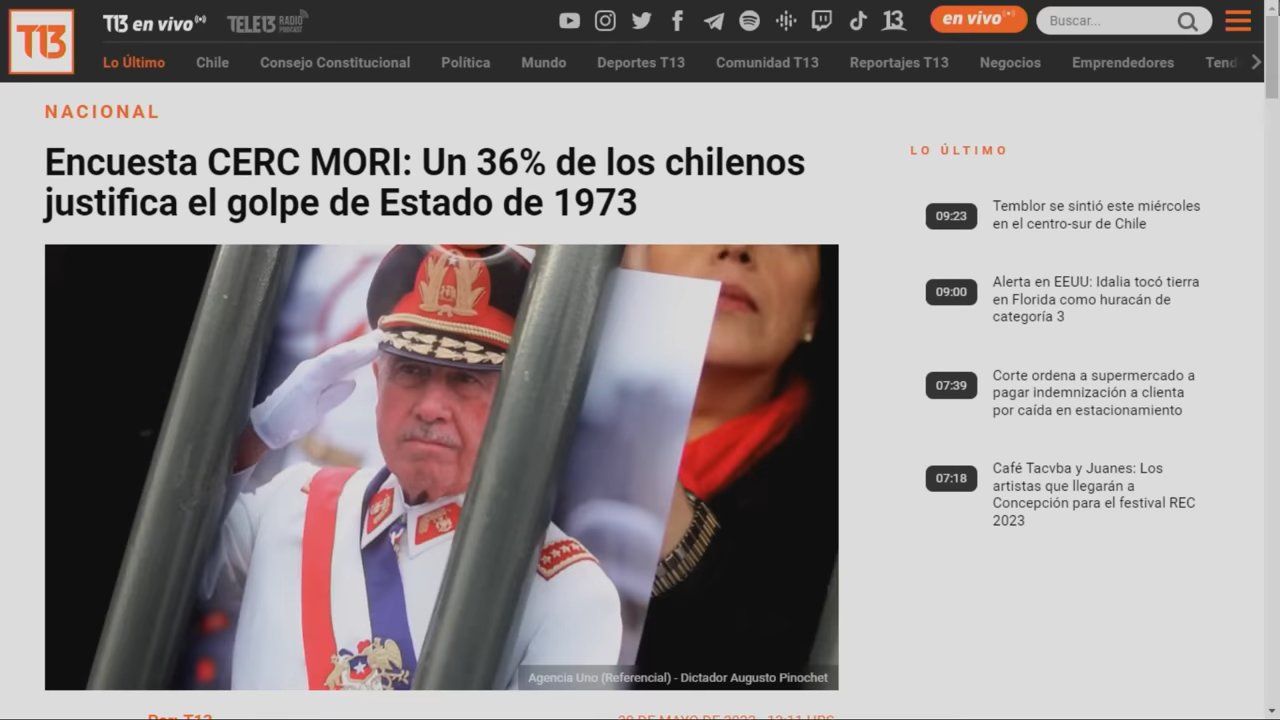 T13
T13 en vivo
TELE13 RADIO PODCAST
13
en vivo
Buscar...
Lo Último
Chile
Consejo Constitucional
Política
Mundo
Deportes T13
Comunidad T13
Reportajes T13
Negocios
Emprendedores
NACIONAL
Encuesta CERC MORI: Un 36% de los chilenos
justifica el golpe de Estado de 1973
Agencia Uno (Referencial) - Dictador Augusto Pinochet
Por: T13
LO ÚLTIMO
09:23
Temblor se sintió este miércoles
en el centro-sur de Chile
09:00
Alerta en EEUU: Idalia tocó tierra
en Florida como huracán de
categoría 3
07:39
Corte ordena a supermercado a
pagar indemnización a clienta
por caída en estacionamiento
07:18
Café Tacvba y Juanes: Los
artistas que llegarán a
Concepción para el festival REC
2023